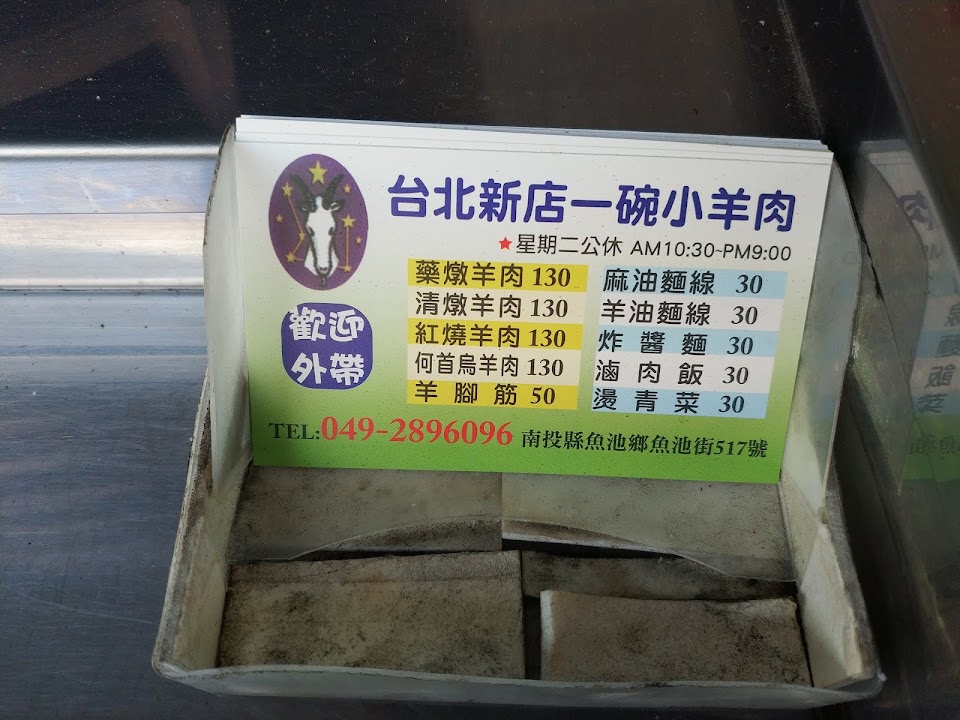 台北新店一碗小羊肉
★星期二公休 AM10:30~PM9:00
歡迎
外帶
藥燉羊肉 130
清燉羊肉 130
紅燒羊肉 130
何首烏羊肉 130
羊腳筋 50
麻油麵線 30
羊油麵線 30
炸醬麵 30
滷肉飯 30
燙青菜 30
TEL:049-2896096 南投縣魚池鄉魚池街517號